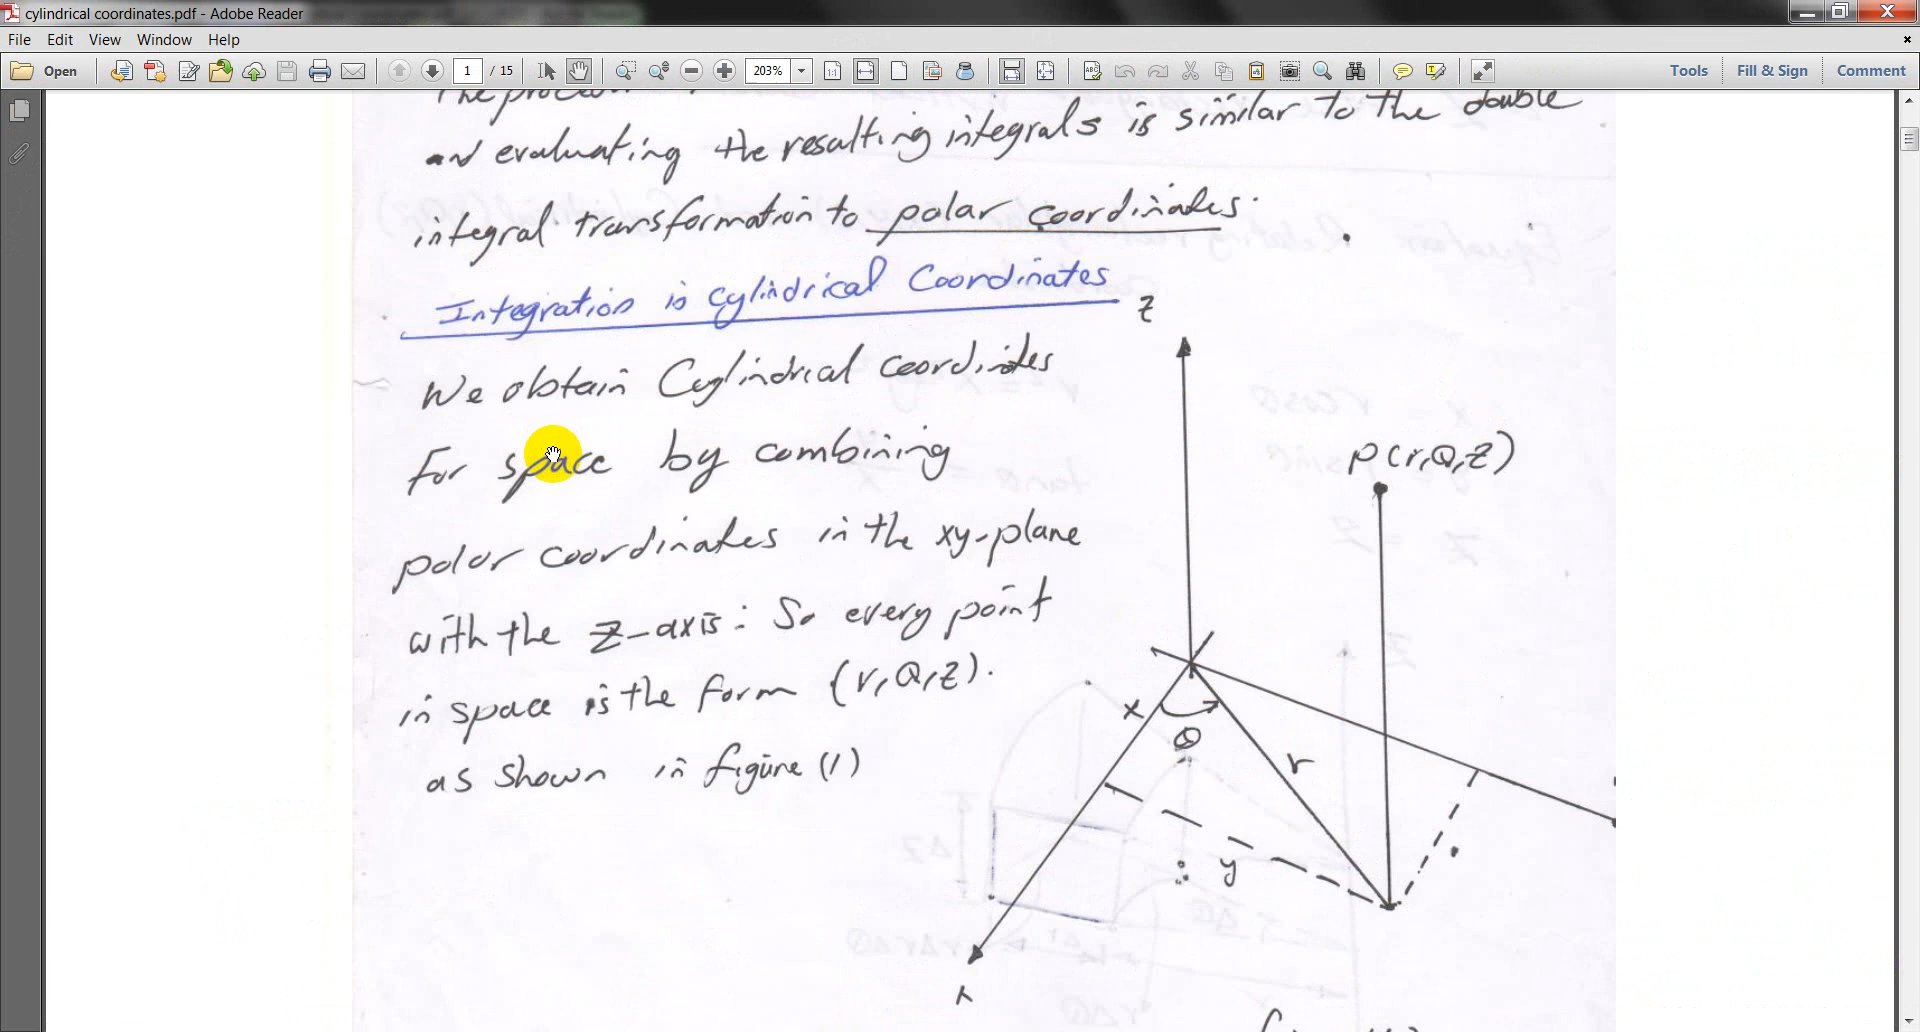 cylindrical coordinates.pdf - Adobe Reader
File Edit View Window Help
Open 1 / 15 203% Tools Fill & Sign Comment
and evaluating the resulting integrals is similar to the double
integral transformation to polar coordinates.
Integration is cylindrical Coordinates
We obtain Cylindrical coordinates
For space by combining
polar coordinates in the xy-plane
with the z-axis: So every point
in space is the form (r,θ,z).
as shown in figure (1)
z
P(r,θ,z)
x
θ
r
y